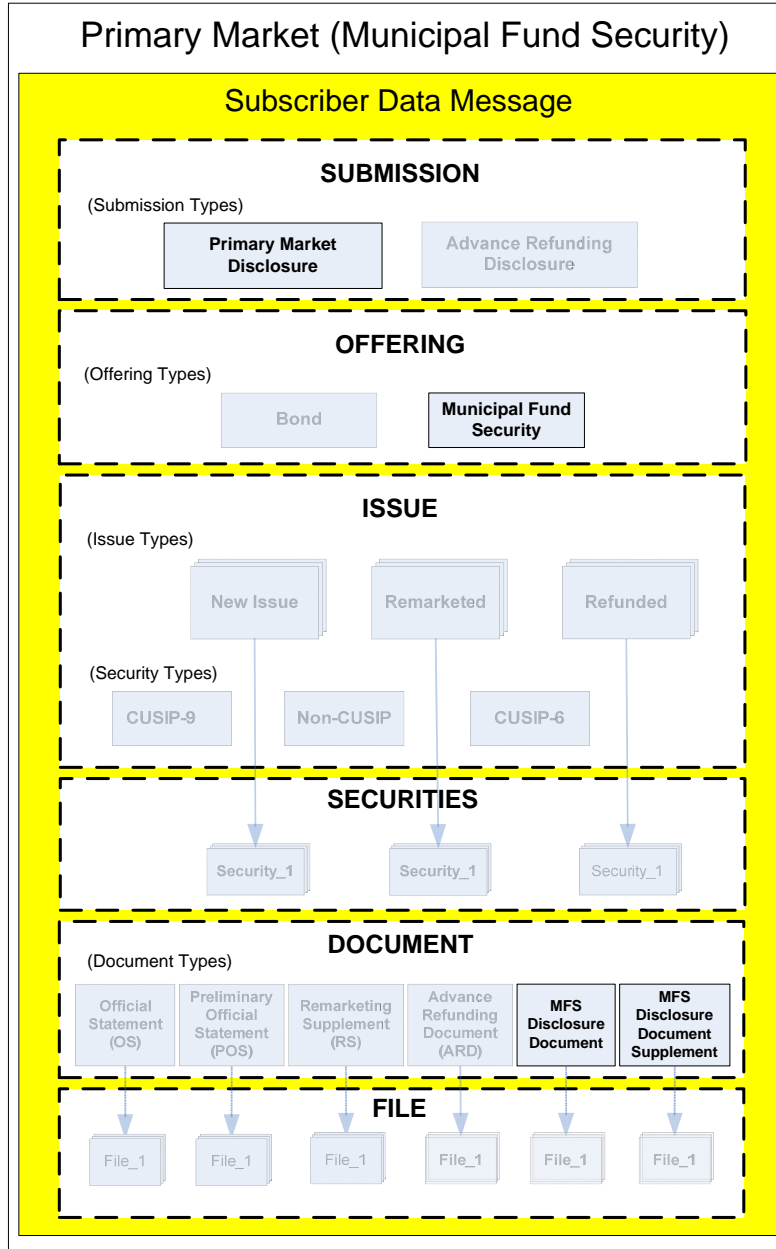 Primary Market (Municipal Fund Security)
Subscriber Data Message
SUBMISSION
(Submission Types)
Primary Market
Disclosure
Advance Refunding
Disclosure
OFFERING
(Offering Types)
Bond
Municipal Fund
Security
ISSUE
(Issue Types)
New Issue
Remarketed
Refunded
(Security Types)
CUSIP-9
Non-CUSIP
CUSIP-6
SECURITIES
Security_1
Security_1
Security_1
DOCUMENT
(Document Types)
Official
Statement
(OS)
Preliminary
Official
Statement
(POS)
Remarketing
Supplement
(RS)
Advance
Refunding
Document
(ARD)
MFS
Disclosure
Document
MFS
Disclosure
Document
Supplement
FILE
File_1
File_1
File_1
File_1
File_1
File_1